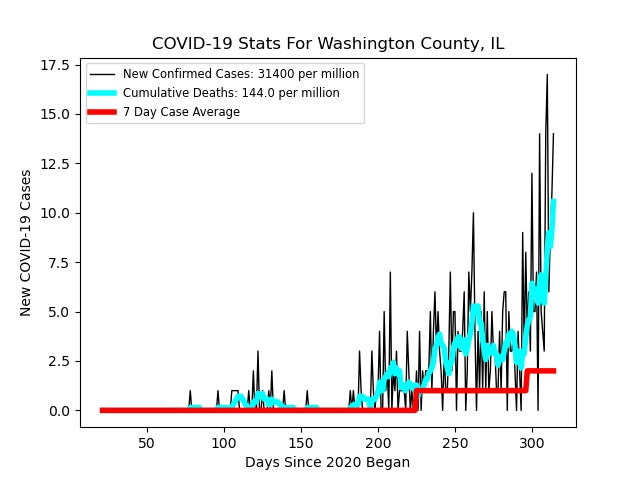 COVID-19 Stats For Washington County, IL
17.5
15.0
12.5
10.0
7.5
5.0
2.5
0.0
New COVID-19 Cases
New Confirmed Cases: 31400 per million
Cumulative Deaths: 144.0 per million
7 Day Case Average
50 100 150 200 250 300
Days Since 2020 Began